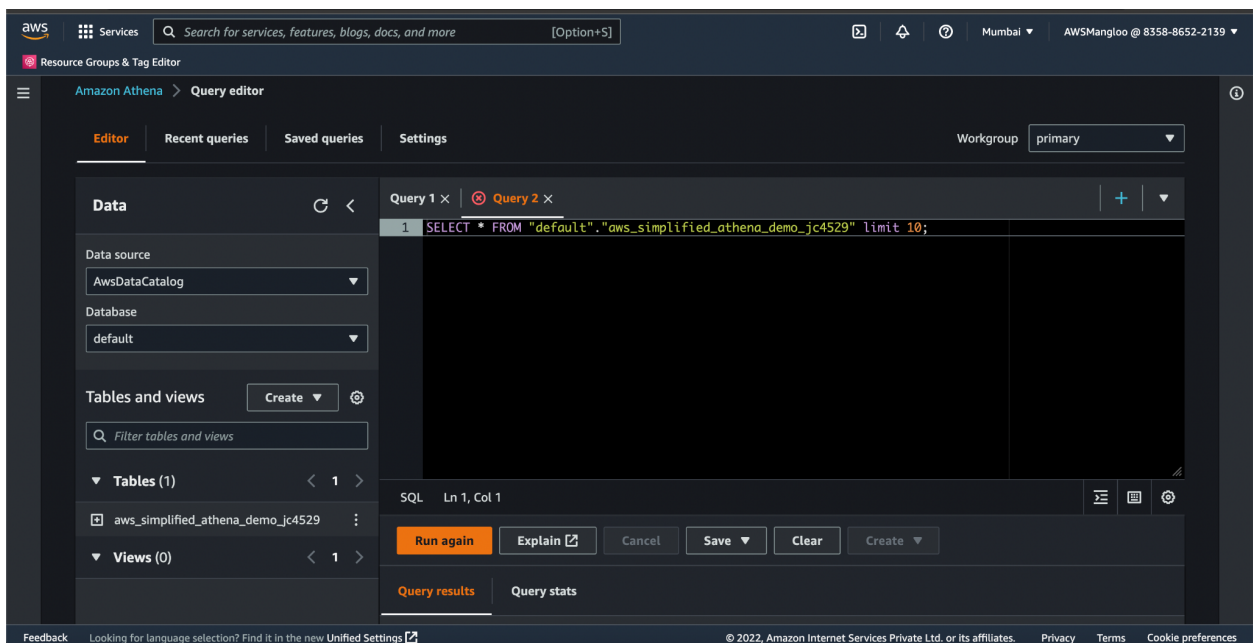 aws
Services
Search for services, features, blogs, docs, and more
[Option+S]
Mumbai
AWSMangloo @ 8358-8652-2139
Resource Groups & Tag Editor
Amazon Athena
Query editor
Editor
Recent queries
Saved queries
Settings
Workgroup
primary
Data
Data source
AwsDataCatalog
Database
default
Tables and views
Create
Filter tables and views
Tables (1)
1
aws_simplified_athena_demo_jc4529
Views (0)
1
Query 1
Query 2
1 SELECT * FROM "default"."aws_simplified_athena_demo_jc4529" limit 10;
SQL
Ln 1, Col 1
Run again
Explain
Cancel
Save
Clear
Create
Query results
Query stats
Feedback
Looking for language selection? Find it in the new Unified Settings
© 2022, Amazon Internet Services Private Ltd. or its affiliates.
Privacy
Terms
Cookie preferences